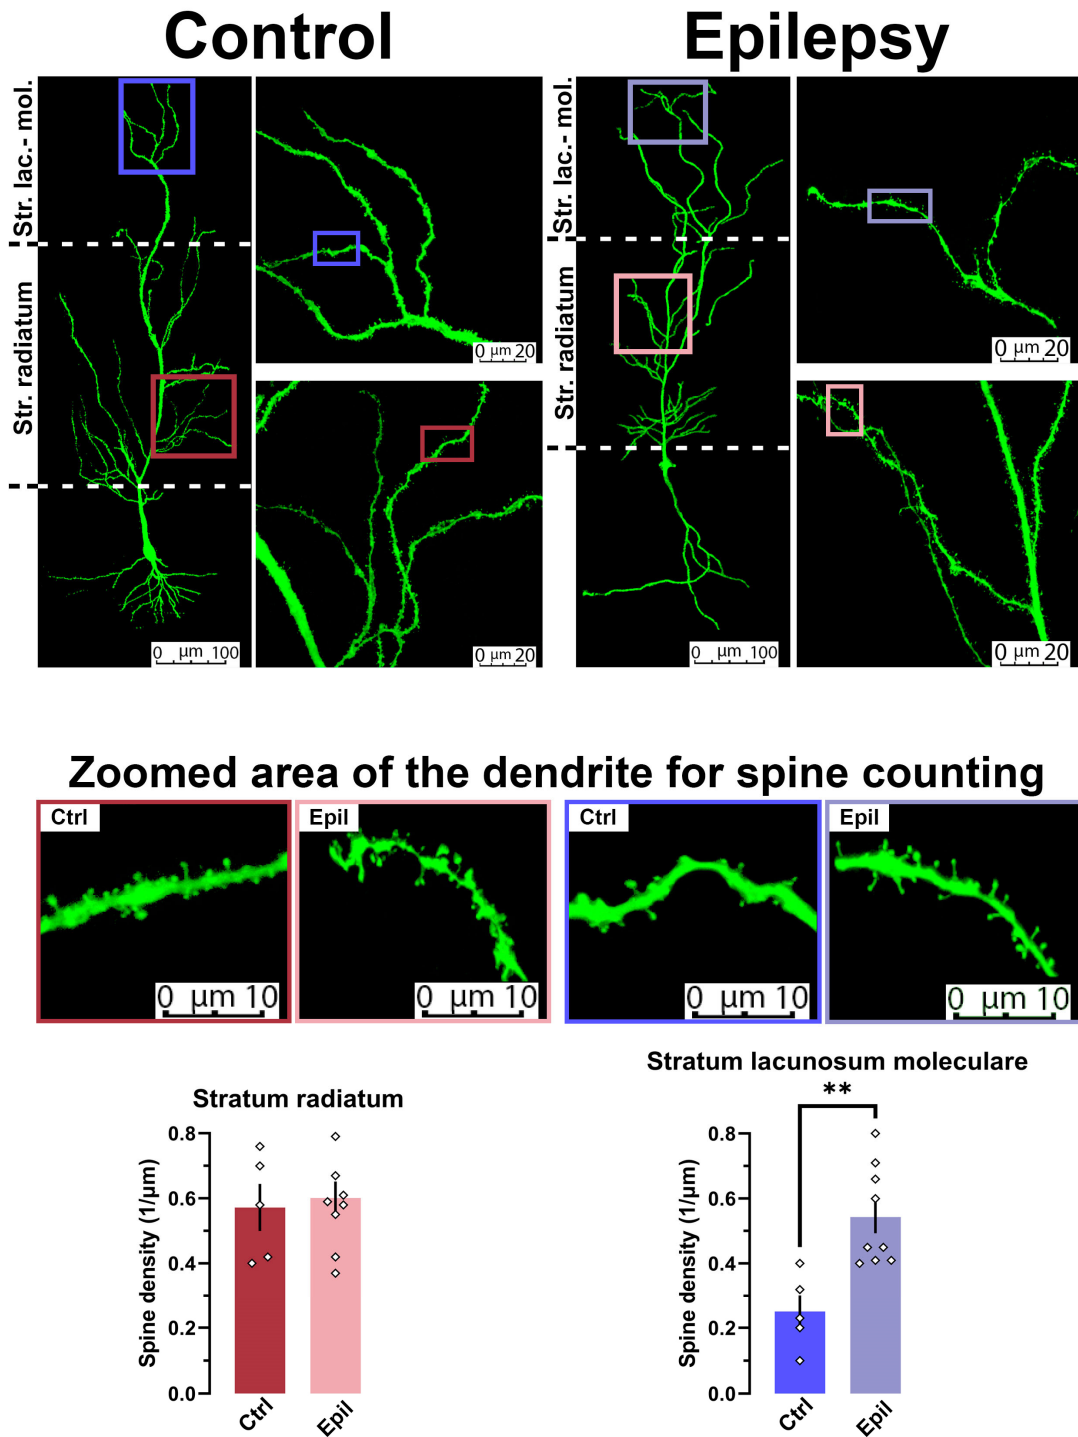 Control
Epilepsy
Str. lac.- mol.
Str. radiatum
0 µm 100
0 µm 20
0 µm 20
Str. lac.- mol.
Str. radiatum
0 µm 100
0 µm 20
0 µm 20
Zoomed area of the dendrite for spine counting
Ctrl
0 µm 10
Epil
0 µm 10
Ctrl
0 µm 10
Epil
0 µm 10
Stratum radiatum
Spine density (1/µm)
0.8
0.6
0.4
0.2
0.0
Ctrl
Epil
Stratum lacunosum moleculare
**
Spine density (1/µm)
0.8
0.6
0.4
0.2
0.0
Ctrl
Epil